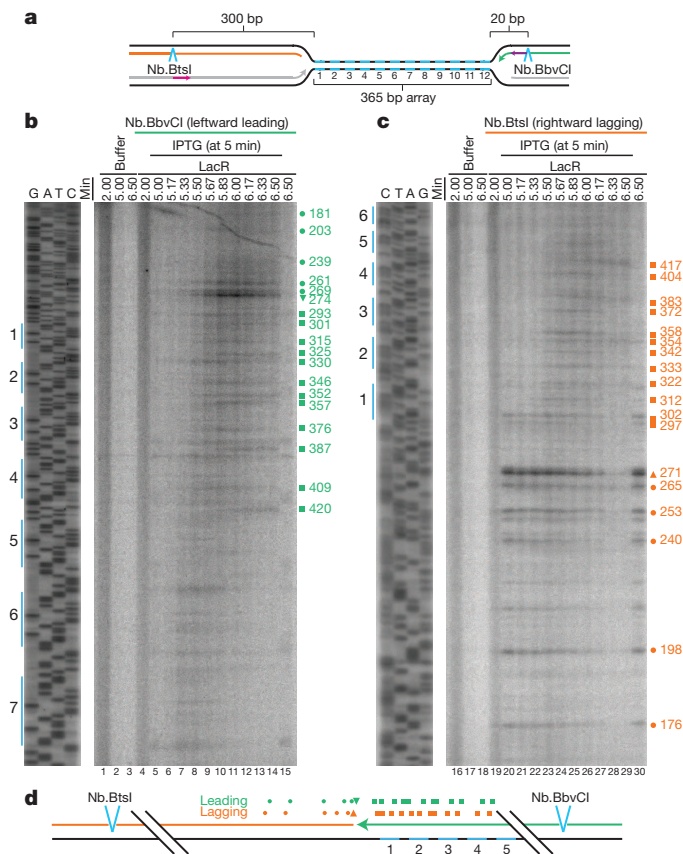 a
300 bp
20 bp
Nb.BtsI
1 2 3 4 5 6 7 8 9 10 11 12
Nb.BbvCI
365 bp array
b
Nb.BbvCI (leftward leading)
Buffer
IPTG (at 5 min)
LacR
G A T C
Min
2.00 5.00 6.50 2.00 5.00 5.17 5.33 5.50 5.67 5.83 6.00 6.17 6.33 6.50 6.50
1
2
3
4
5
6
7
181
203
239
261
269
274
293
301
315
325
330
346
352
357
376
387
409
420
1 2 3 4 5 6 7 8 9 10 11 12 13 14 15
c
Nb.BtsI (rightward lagging)
Buffer
IPTG (at 5 min)
LacR
C T A G
Min
2.00 5.00 6.50 2.00 5.00 5.17 5.33 5.50 5.67 5.83 6.00 6.17 6.33 6.50 6.50
6
5
4
3
2
1
417
404
383
372
358
354
342
333
322
312
302
297
271
265
253
240
198
176
16 17 18 19 20 21 22 23 24 25 26 27 28 29 30
d
Nb.BtsI
Leading
Lagging
Nb.BbvCI
1 2 3 4 5